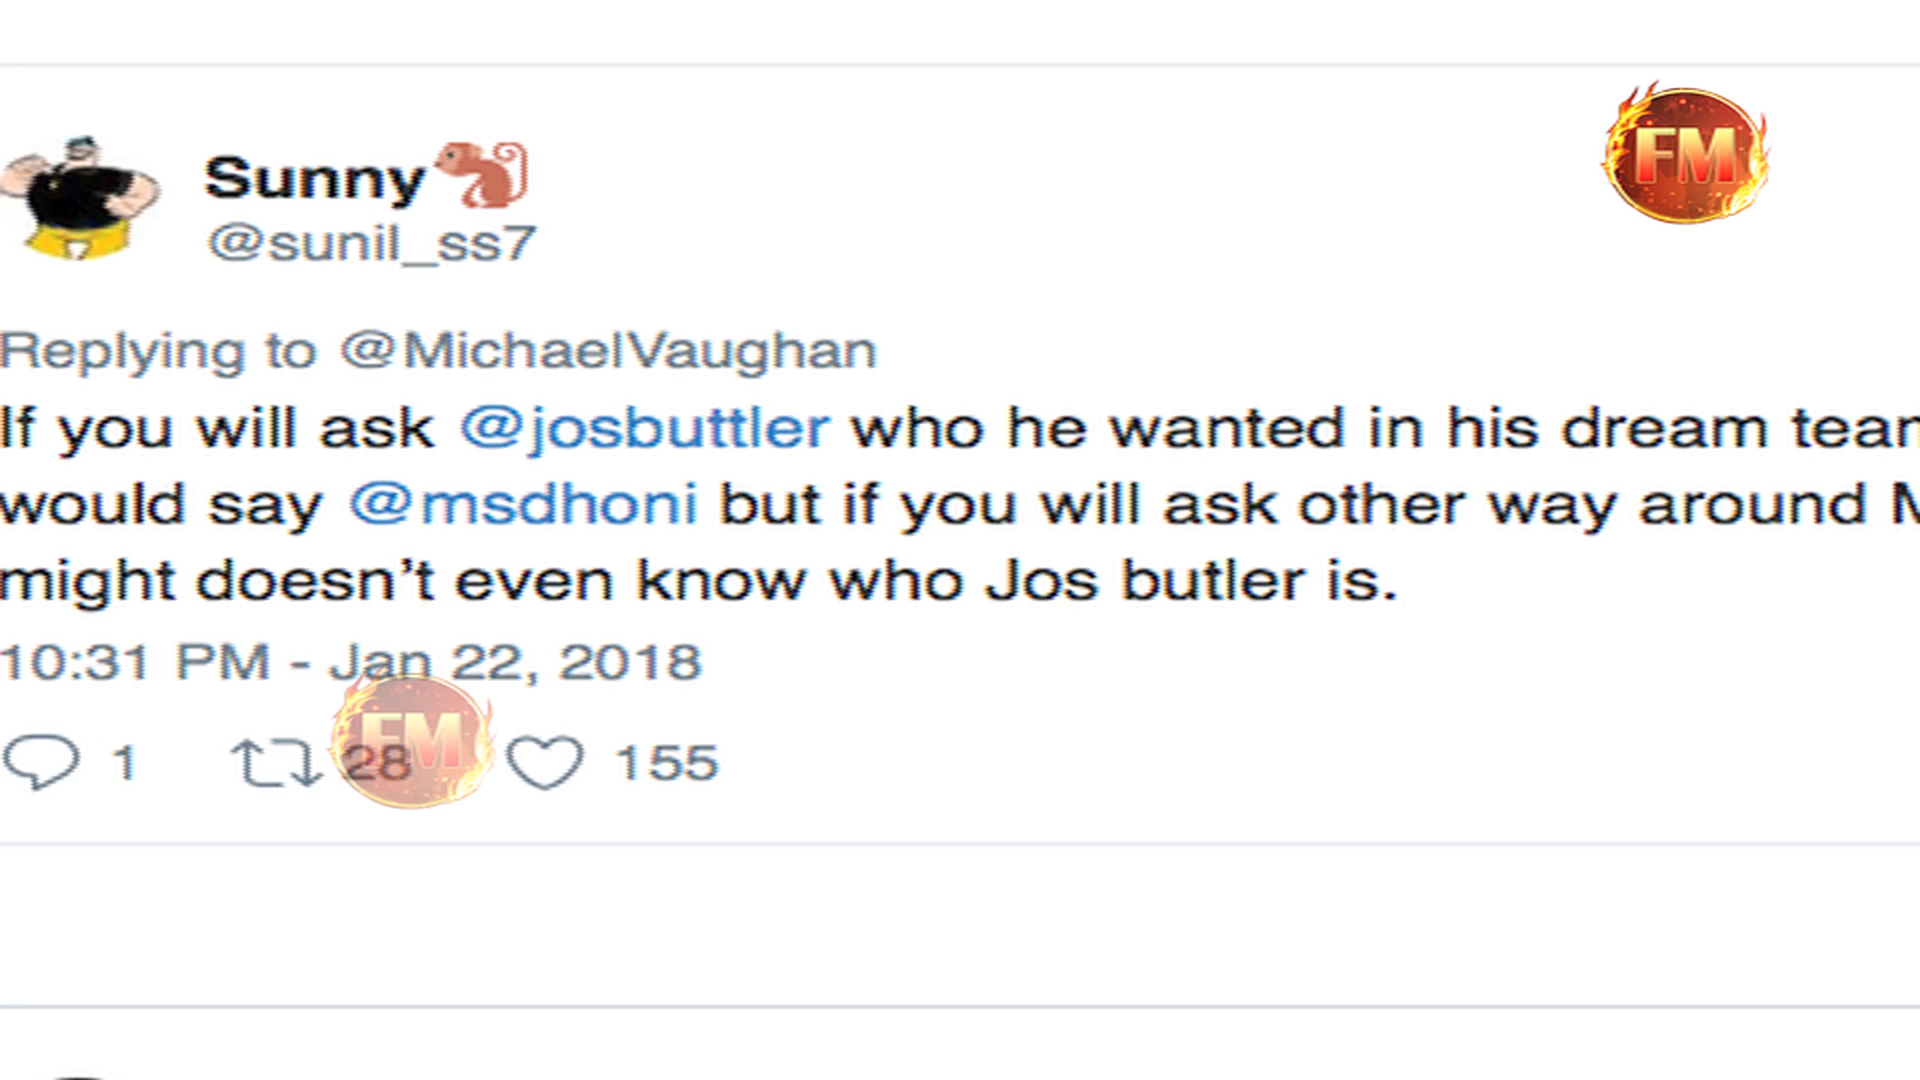 FM
Sunny
@sunil_ss7
Replying to @MichaelVaughan
If you will ask @josbuttler who he wanted in his dream
would say @msdhoni but if you will ask other way around
might doesn't even know who Jos butler is.
10:31 PM - Jan 22, 2018
FM
1 28 155